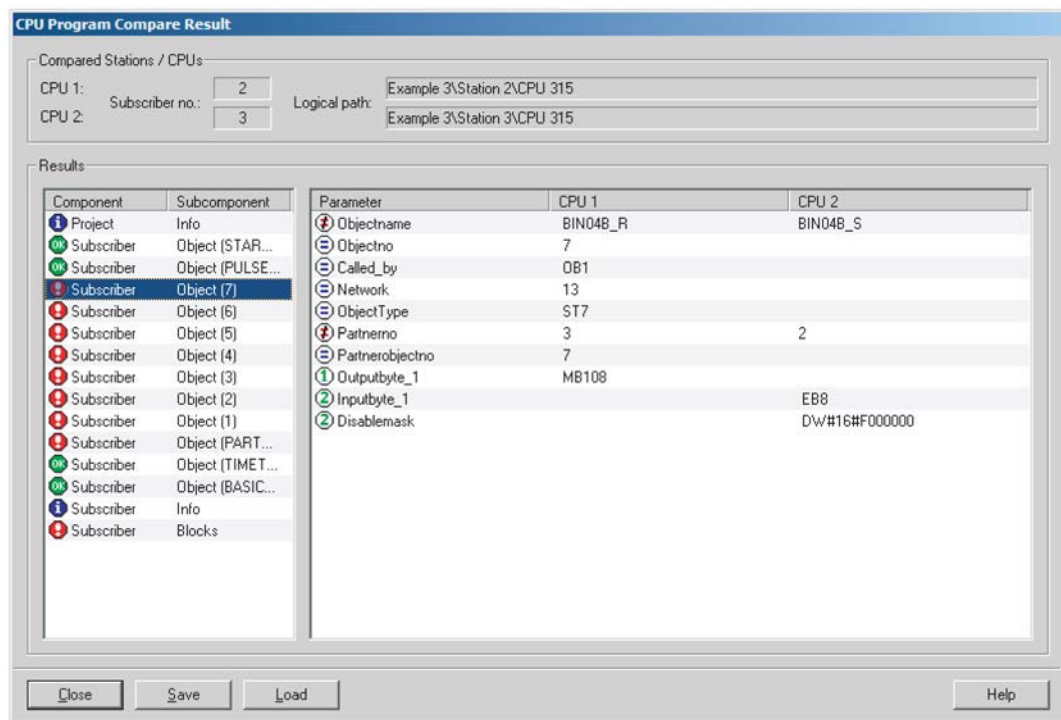 CPU Program Compare Result
Compared Stations / CPUs
CPU 1:
Subscriber no.:
2
Logical path:
Example 3\Station 2\CPU 315
CPU 2:
3
Example 3\Station 3\CPU 315
Results
Component Subcomponent
Project Info
Subscriber Object (STAR...
Subscriber Object (PULSE...
Subscriber Object (7)
Subscriber Object (6)
Subscriber Object (5)
Subscriber Object (4)
Subscriber Object (3)
Subscriber Object (2)
Subscriber Object (1)
Subscriber Object (PART...
Subscriber Object (TIMET...
Subscriber Object (BASIC...
Subscriber Info
Subscriber Blocks
Parameter CPU 1 CPU 2
Objectname BIN04B_R BIN04B_S
Objectno 7
Called_by OB1
Network 13
ObjectType ST7
Partnerno 3 2
Partnerobjectno 7
Outputbyte_1 MB108
Inputbyte_1 EB8
Disablemask DW#16#F000000
Close Save Load Help